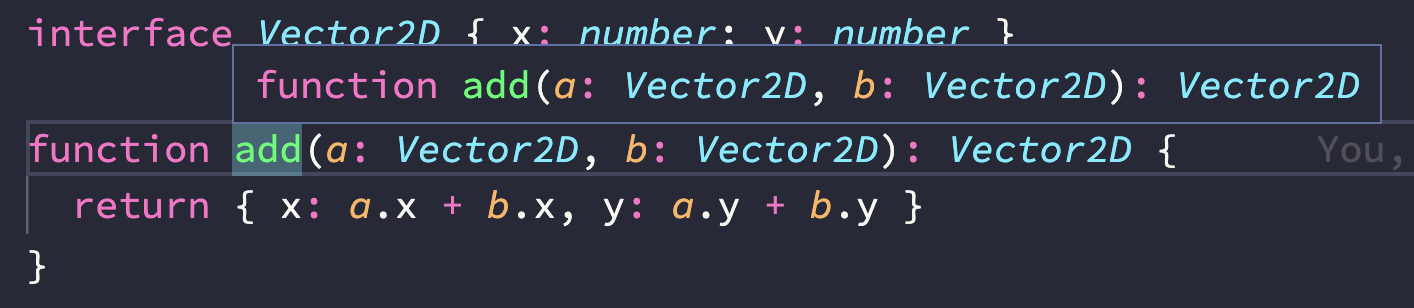 interface Vector2D { x: number; y: number }
function add(a: Vector2D, b: Vector2D): Vector2D
function add(a: Vector2D, b: Vector2D): Vector2D { You,
return { x: a.x + b.x, y: a.y + b.y }
}